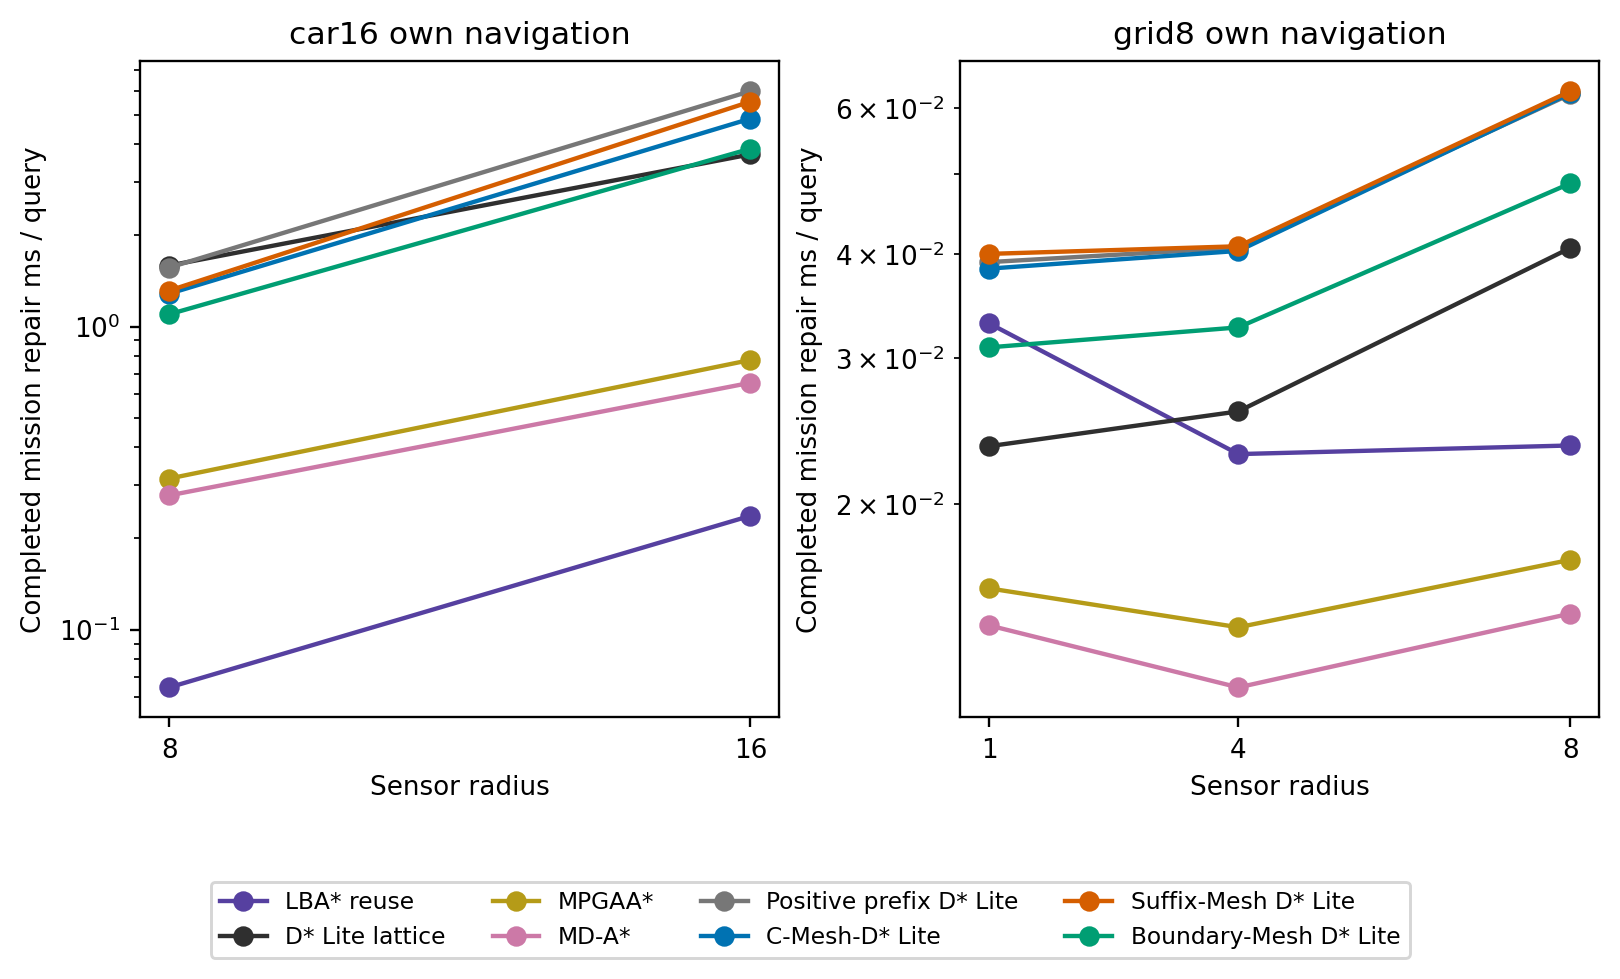 car16 own navigation
Completed mission repair ms / query
10⁰
10⁻¹
8
16
Sensor radius
grid8 own navigation
Completed mission repair ms / query
6 × 10⁻²
4 × 10⁻²
3 × 10⁻²
2 × 10⁻²
1
4
8
Sensor radius
LBA* reuse
D* Lite lattice
MPGAA*
MD-A*
Positive prefix D* Lite
C-Mesh-D* Lite
Suffix-Mesh D* Lite
Boundary-Mesh D* Lite